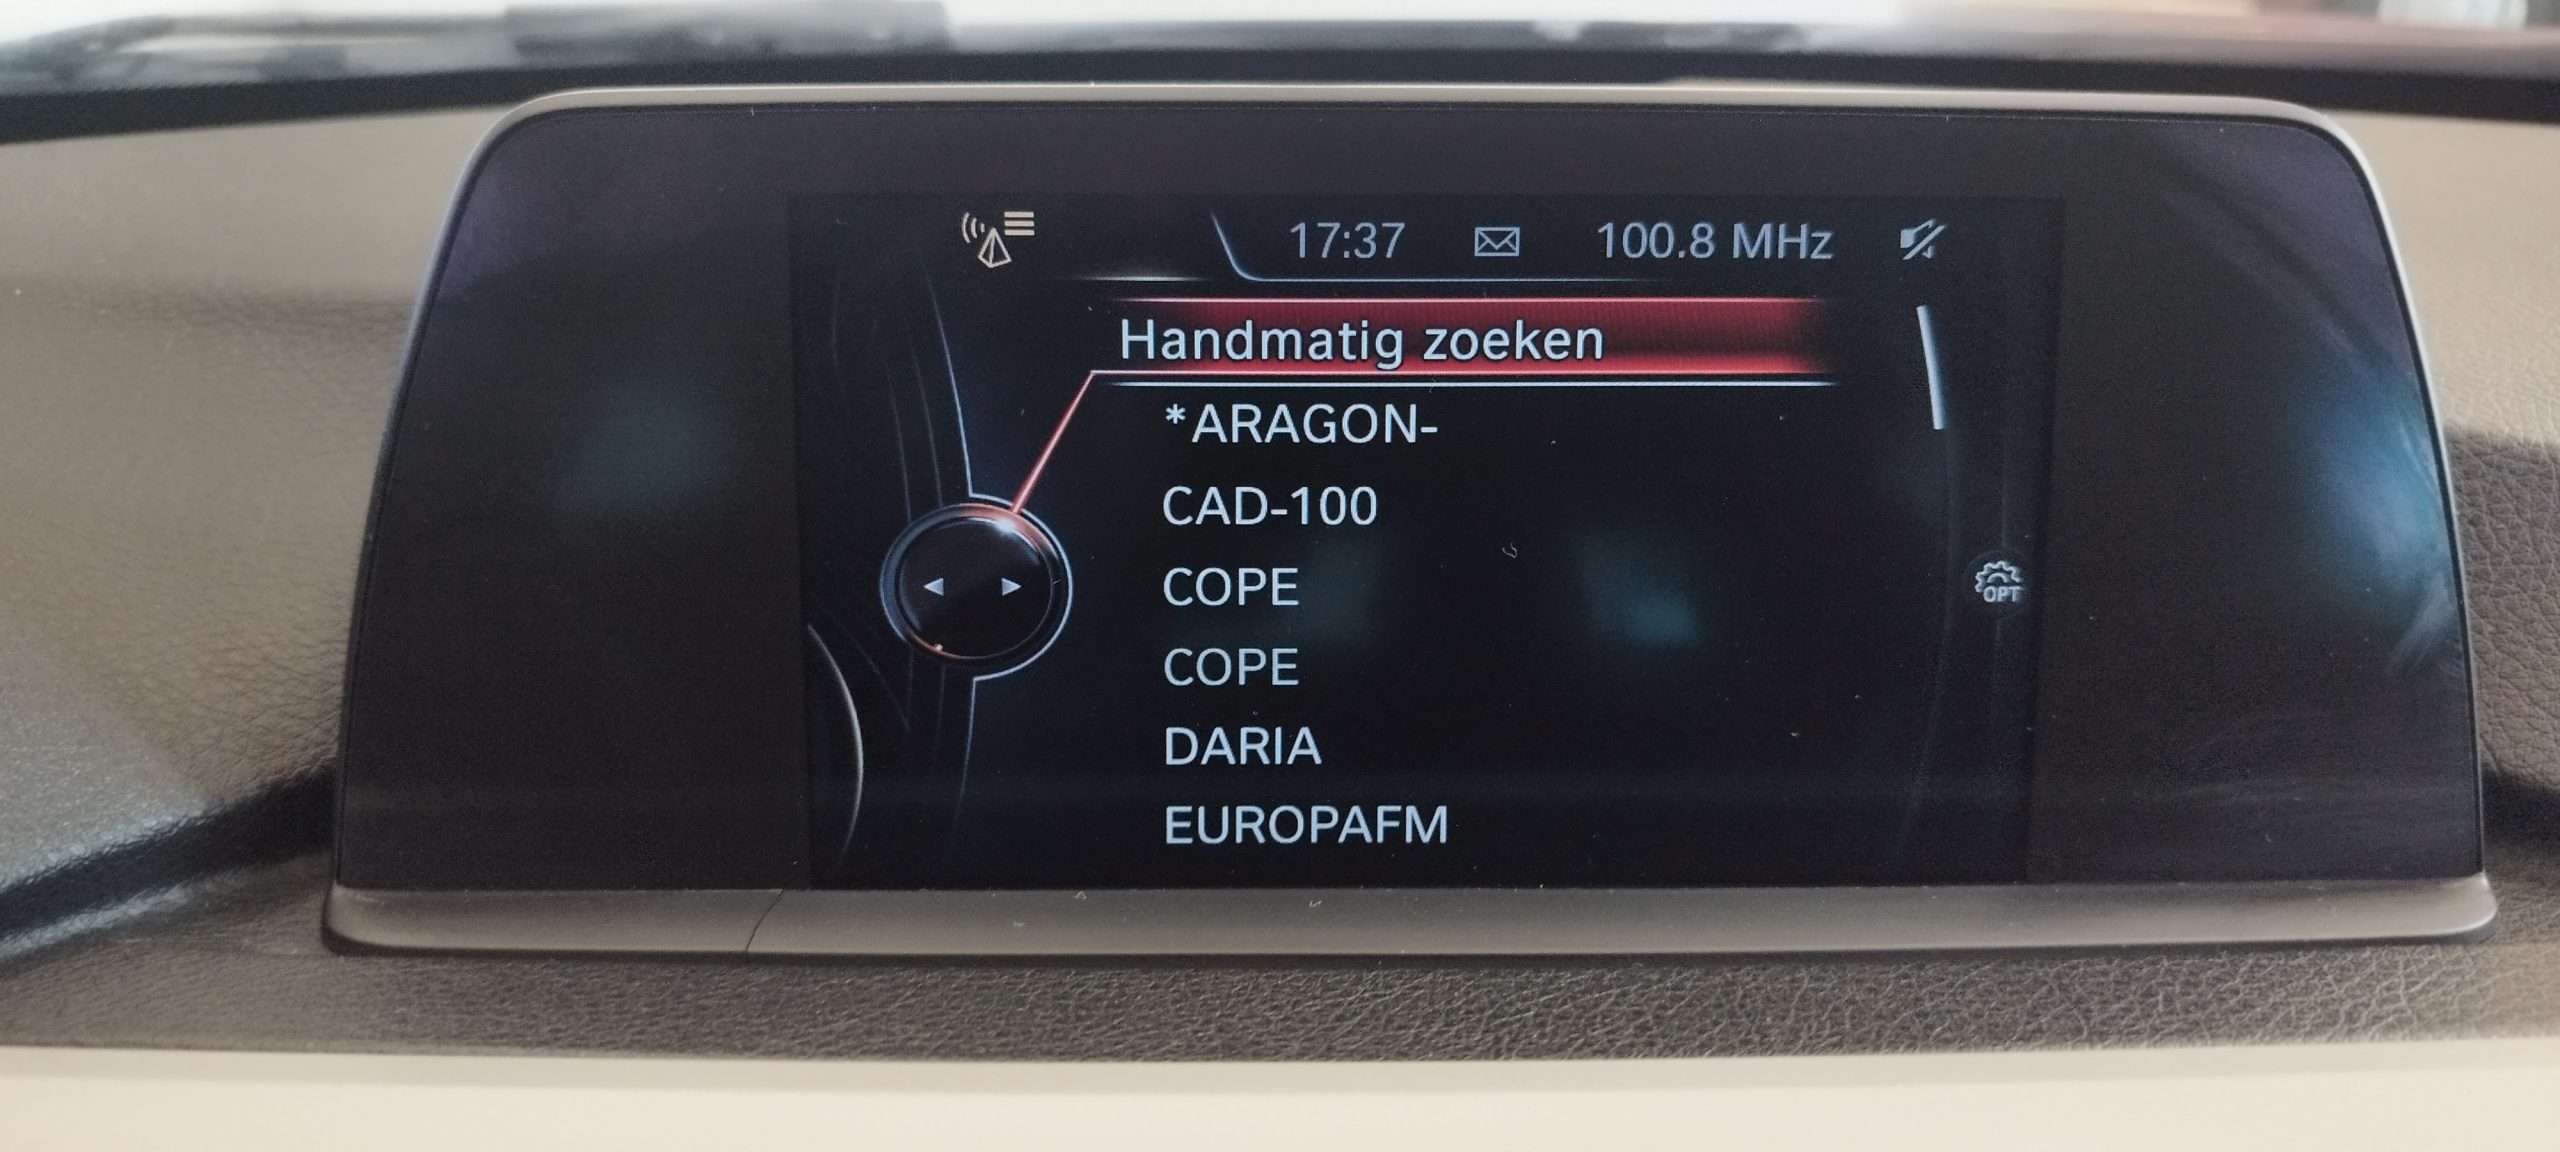 17:37 100.8 MHz
Handmatig zoeken
*ARAGON-
CAD-100
COPE
COPE
DARIA
OPT
EUROPAFM